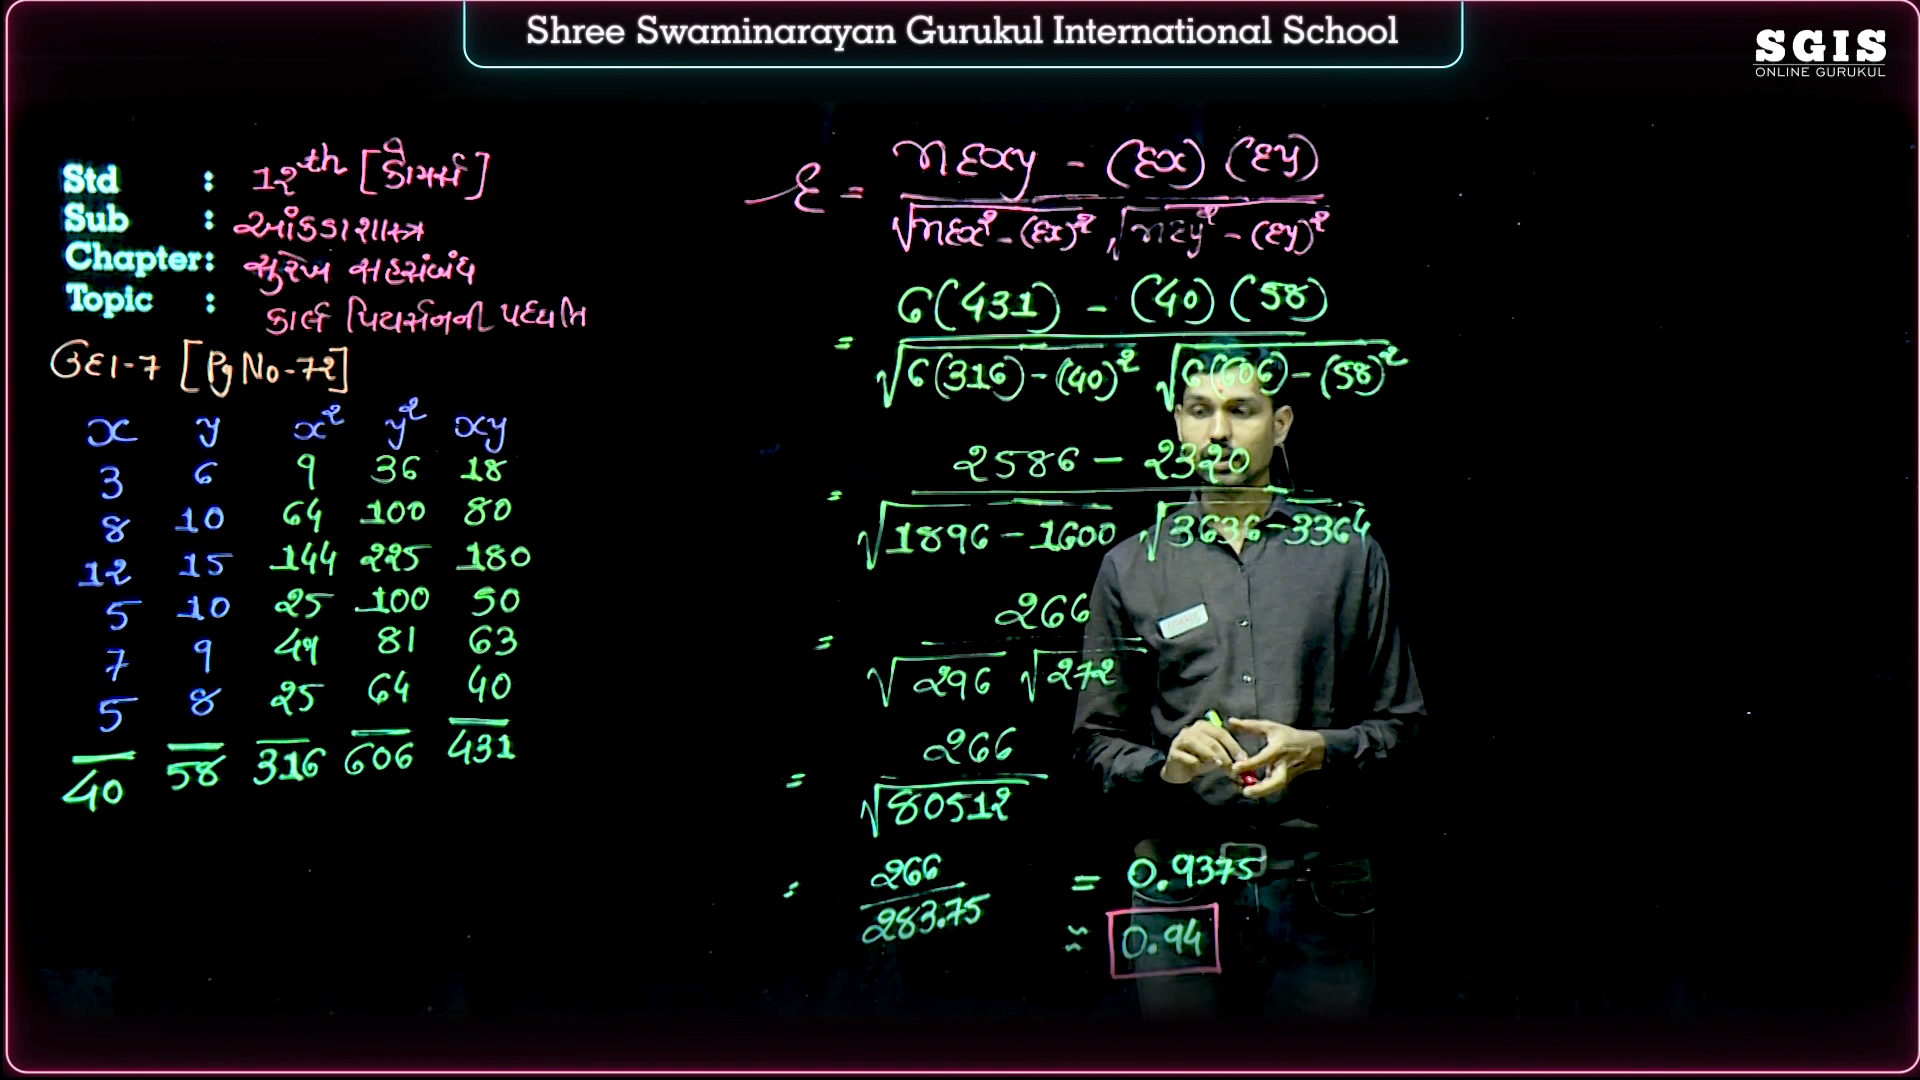 Shree Swaminarayan Gurukul International School
SGIS
ONLINE GURUKUL
Std : 12th [કોમર્સ]
Sub : આંકડાશાસ્ત્ર
Chapter : સુરેખ સહસંબંધ
Topic : કાર્લ પિયર્સનની પધ્ધતિ
ઉદા-7 [Pg No-72]
x y x² y² xy
3 6 9 36 18
8 10 64 100 80
12 15 144 225 180
5 10 25 100 50
7 9 49 81 63
5 8 25 64 40
40 58 316 606 431
r = nΣxy - (Σx) (Σy)
√nΣx² - (Σx)² √nΣy² - (Σy)²
= 6(431) - (40) (58)
√6(316) - (40)² √6(606) - (58)²
= 2586 - 2320
√1896 - 1600 √3636 - 3364
= 266
√296 √272
= 266
√80512
= 266
283.75
= 0.9375
≈ 0.94